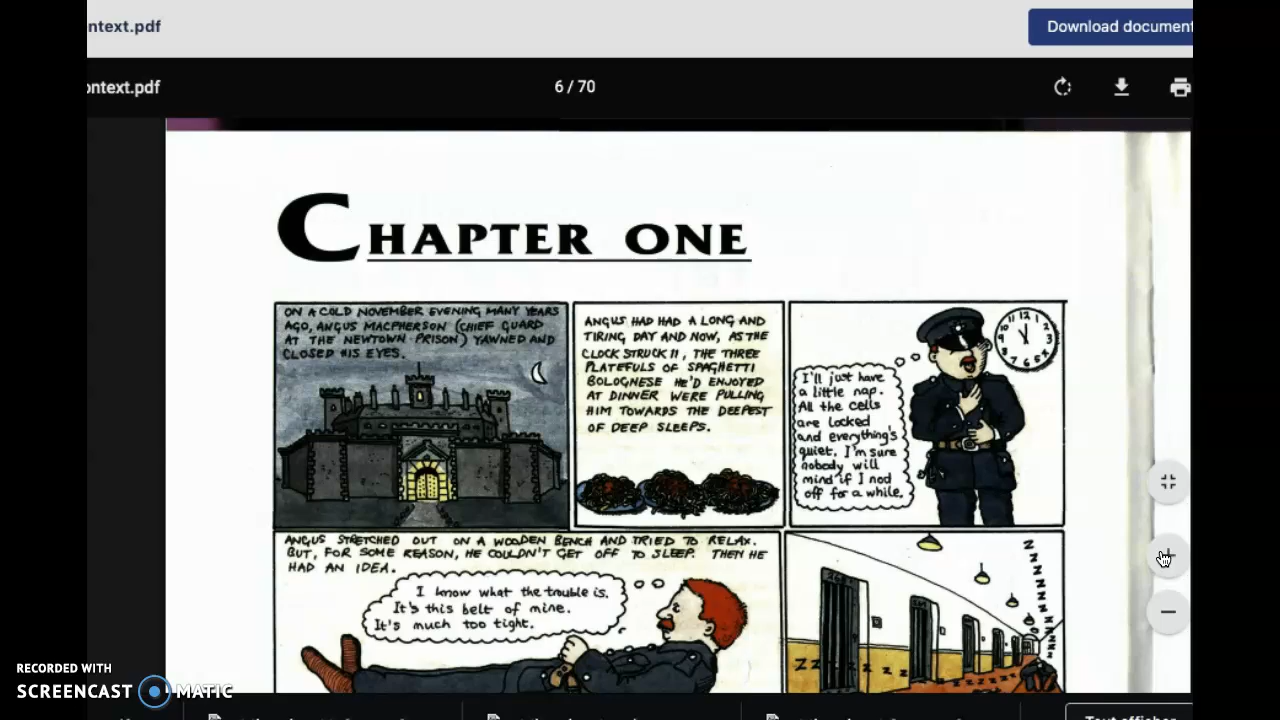 ntext.pdf
Download document
ontext.pdf
6 / 70
CHAPTER ONE
ON A COLD NOVEMBER EVENING MANY YEARS
AGO, ANGUS MACPHERSON (CHIEF GUARD
AT THE NEWTOWN PRISON) YAWNED AND
CLOSED HIS EYES.
ANGUS HAD HAD A LONG AND
TIRING DAY AND NOW, AS THE
CLOCK STRUCK 11, THE THREE
PLATEFULS OF SPAGHETTI
BOLOGNESE HE'D ENJOYED
AT DINNER WERE PULLING
HIM TOWARDS THE DEEPEST
OF DEEP SLEEPS.
I'll just have
a little nap.
All the cells
are locked
and everything's
quiet. I'm sure
nobody will
mind if I nod
off for a while.
ANGUS STRETCHED OUT ON A WOODEN BENCH AND TRIED TO RELAX.
BUT, FOR SOME REASON, HE COULDN'T GET OFF TO SLEEP. THEN HE
HAD AN IDEA.
I know what the trouble is.
It's this belt of mine.
It's much too tight.
RECORDED WITH
SCREENCAST MATIC